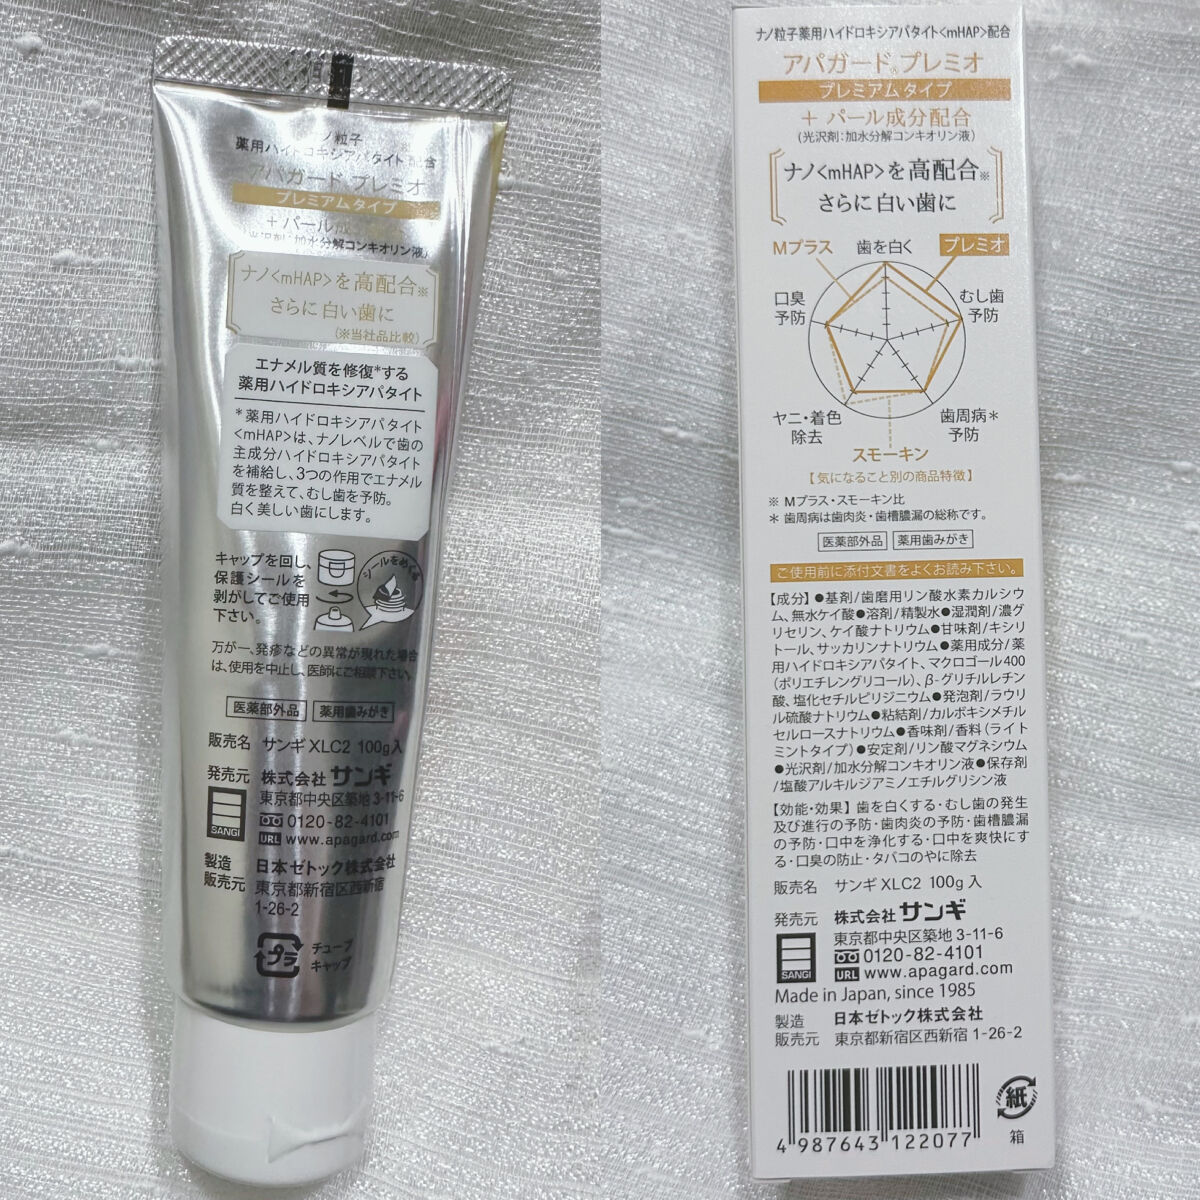 ノ粒子
薬用ハイドロキシアパタイト配合
アパガード プレミオ
プレミアムタイプ
＋パール成分配合
(光沢剤:加水分解コンキオリン液)
ナノ<mHAP>を高配合※
さらに白い歯に
(※当社品比較)
エナメル質を修復*する
薬用ハイドロキシアパタイト
*薬用ハイドロキシアパタイト
<mHAP>は、ナノレベルで歯の
主成分ハイドロキシアパタイト
を補給し、3つの作用でエナメル
質を整えて、むし歯を予防。
白く美しい歯にします。
キャップを回し、
保護シールを
剥がしてご使用
下さい。
シールをめくる
万が一、発疹などの異常が現れた場合
は、使用を中止し、医師にご相談下さい。
医薬部外品 薬用歯みがき
販売名 サンギXLC2 100g入
発売元 株式会社サンギ
東京都中央区築地3-11-6
0120-82-4101
URL www.apagard.com
SANGI
製造
販売元
日本ゼトック株式会社
東京都新宿区西新宿
1-26-2
プラ
チューブ
キャップ
ナノ粒子薬用ハイドロキシアパタイト<mHAP>配合
アパガード®プレミオ
プレミアムタイプ
＋パール成分配合
(光沢剤:加水分解コンキオリン液)
ナノ<mHAP>を高配合※
さらに白い歯に
Mプラス 歯を白く プレミオ
口臭
予防
むし歯
予防
ヤニ・着色
除去
歯周病*
予防
スモーキン
【気になること別の商品特徴】
※ Mプラス・スモーキン比
* 歯周病は歯肉炎・歯槽膿漏の総称です。
医薬部外品 薬用歯みがき
ご使用前に添付文書をよくお読み下さい。
【成分】●基剤/歯磨用リン酸水素カルシウ
ム、無水ケイ酸●溶剤/精製水●湿潤剤/濃グ
リセリン、ケイ酸ナトリウム●甘味剤/キシリ
トール、サッカリンナトリウム●薬用成分/薬
用ハイドロキシアパタイト、マクロゴール400
(ポリエチレングリコール)、β-グリチルレチン
酸、塩化セチルピリジニウム●発泡剤/ラウリ
ル硫酸ナトリウム●粘結剤/カルボキシメチル
セルロースナトリウム●香味剤/香料(ライト
ミントタイプ)●安定剤/リン酸マグネシウム
●光沢剤/加水分解コンキオリン液●保存剤
/塩酸アルキルジアミノエチルグリシン液
【効能・効果】歯を白くする・むし歯の発生
及び進行の予防・歯肉炎の予防・歯槽膿漏
の予防・口中を浄化する・口中を爽快にす
る・口臭の防止・タバコのやに除去
販売名 サンギXLC2 100g入
発売元 株式会社サンギ
東京都中央区築地3-11-6
0120-82-4101
URL www.apagard.com
SANGI
Made in Japan, since 1985
製造
販売元
日本ゼトック株式会社
東京都新宿区西新宿1-26-2
4 987643 122077
紙
箱